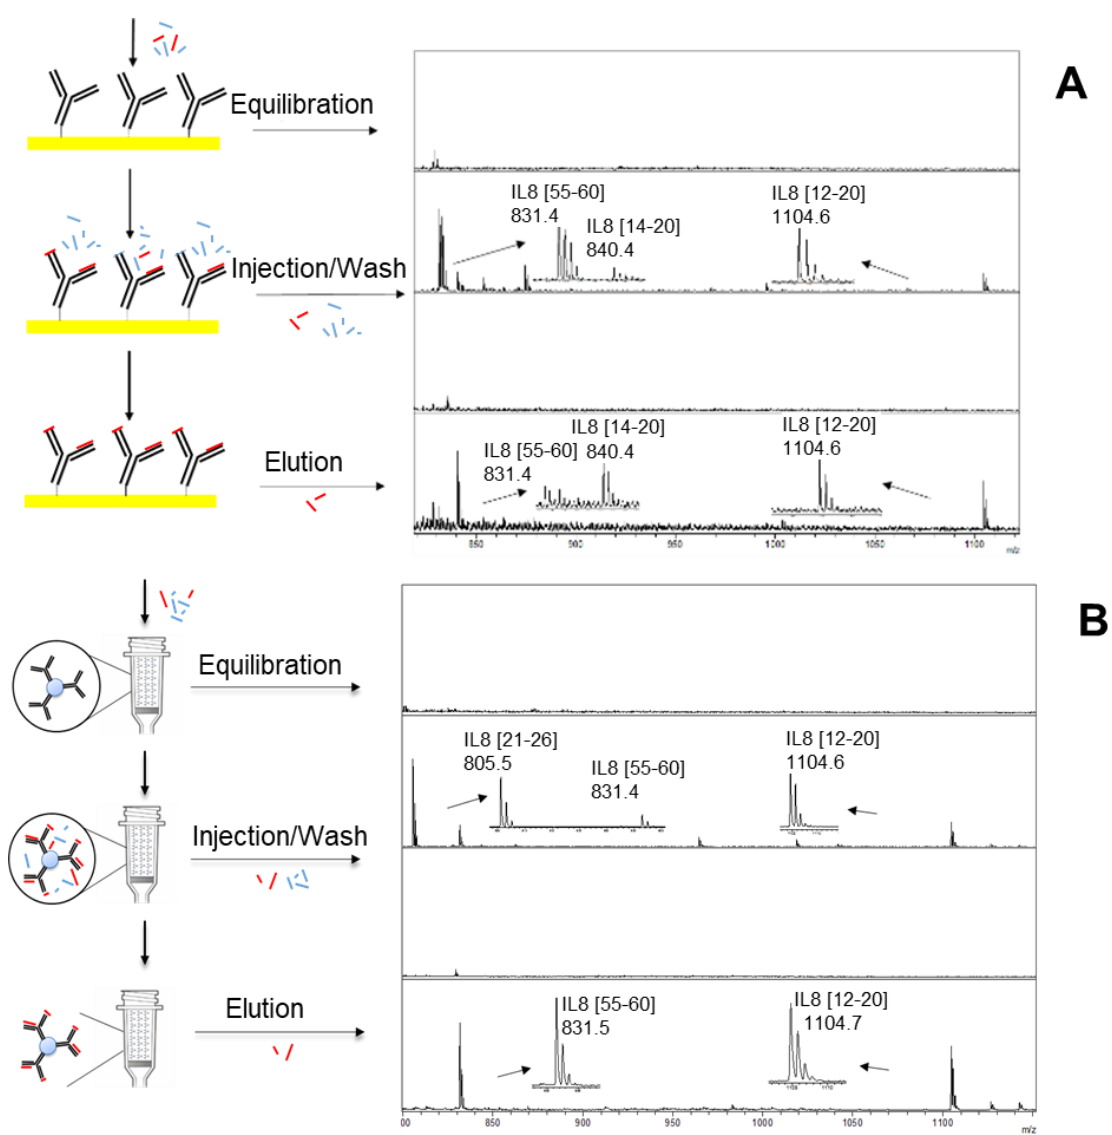 A
Equilibration
IL8 [55-60]
831.4
IL8 [14-20]
840.4
IL8 [12-20]
1104.6
Injection/Wash
IL8 [14-20]
840.4
IL8 [55-60]
831.4
IL8 [12-20]
1104.6
Elution
850 900 950 1000 1050 1100
m/z
B
Equilibration
IL8 [21-26]
805.5
IL8 [55-60]
831.4
IL8 [12-20]
1104.6
Injection/Wash
IL8 [55-60]
831.5
IL8 [12-20]
1104.7
Elution
00 850 900 950 1000 1050 1100
m/z